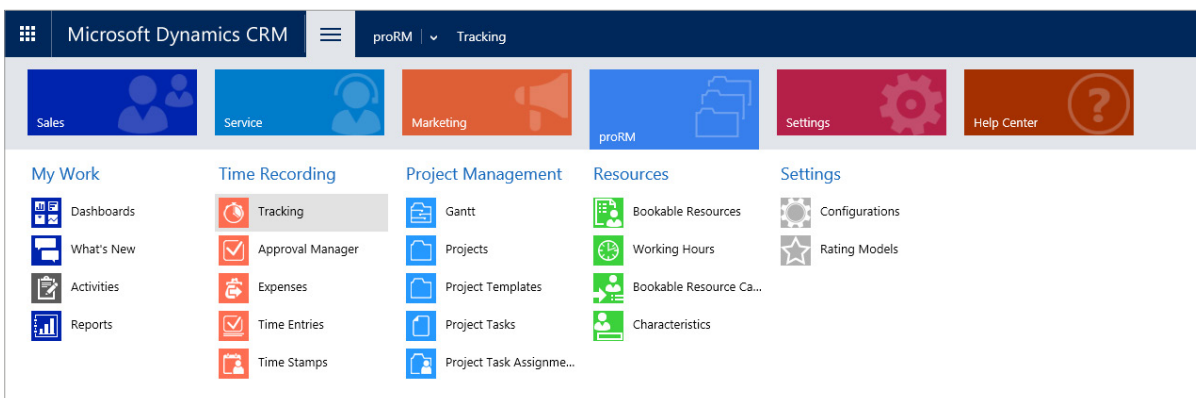 Microsoft Dynamics CRM proRM Tracking
Sales Service Marketing proRM Settings Help Center
My Work Time Recording Project Management Resources Settings
Dashboards Tracking Gantt Bookable Resources Configurations
What's New Approval Manager Projects Working Hours Rating Models
Activities Expenses Project Templates Bookable Resource Ca...
Reports Time Entries Project Tasks Characteristics
Time Stamps Project Task Assignme...